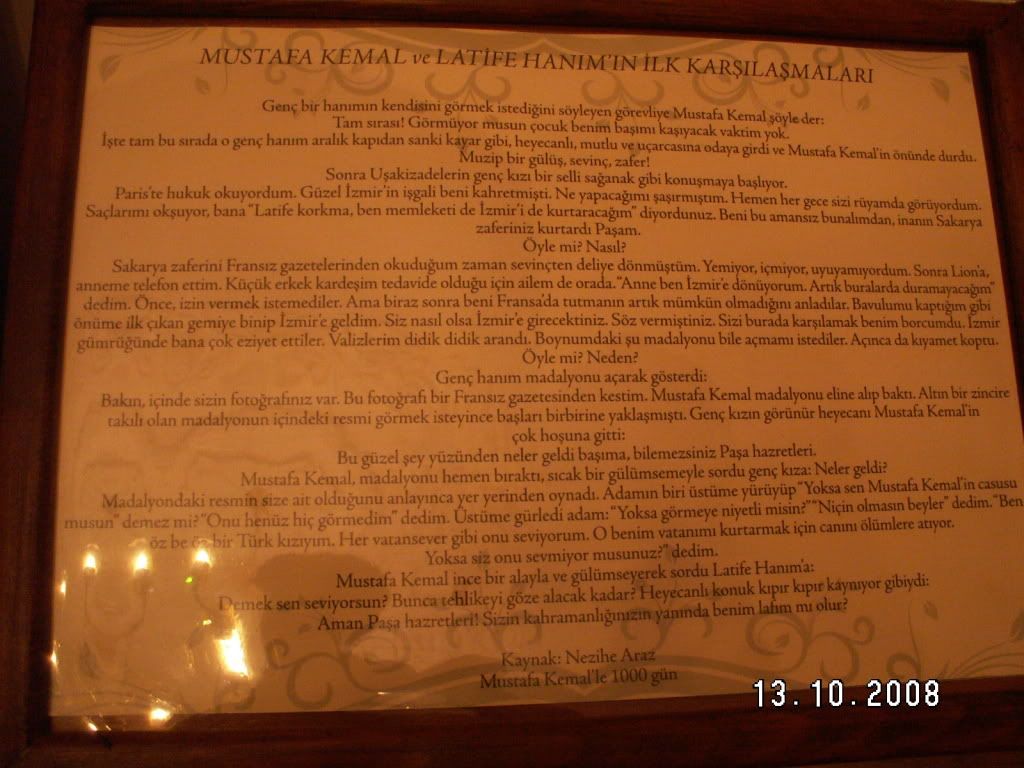 MUSTAFA KEMAL ve LATİFE HANIM'IN İLK KARŞILAŞMALARI
Genç bir hanımın kendisini görmek istediğini söyleyen görevliye Mustafa Kemal şöyle der:
Tam sırası! Görmüyor musun çocuk benim başımı kaşıyacak vaktim yok.
İşte tam bu sırada o genç hanım aralık kapıdan sanki kayar gibi, heyecanlı, mutlu ve uçarcasına odaya girdi ve Mustafa Kemal'in önünde durdu.
Muzip bir gülüş, sevinç, zafer!
Sonra Uşakizadelerin genç kızı bir selli sağanak gibi konuşmaya başlıyor.
Paris'te hukuk okuyordum. Güzel İzmir'in işgali beni kahretmişti. Ne yapacağımı şaşırmıştım. Hemen her gece sizi rüyamda görüyordum.
Saçlarımı okşuyor, bana "Latife korkma, ben memleketi de İzmir'i de kurtaracağım" diyordunuz. Beni bu amansız bunalımdan, inanın Sakarya
zaferiniz kurtardı Paşam.
Öyle mi? Nasıl?
Sakarya zaferini Fransız gazetelerinden okuduğum zaman sevinçten deliye dönmüştüm. Yemiyor, içmiyor, uyuyamıyordum. Sonra Lion'a,
anneme telefon ettim. Küçük erkek kardeşim tedavide olduğu için ailem de orada. "Anne ben İzmir'e dönüyorum. Artık buralarda duramayacağım"
dedim. Önce, izin vermek istemediler. Ama biraz sonra beni Fransa'da tutmanın artık mümkün olmadığını anladılar. Bavulumu kaptığım gibi
önüme ilk çıkan gemiye binip İzmir'e geldim. Siz nasıl olsa İzmir'e girecektiniz. Söz vermiştiniz. Sizi burada karşılamak benim borcumdu. İzmir
gümrüğünde bana çok eziyet ettiler. Valizlerim didik didik arandı. Boynumdaki şu madalyonu bile açmamı istediler. Açınca da kıyamet koptu.
Öyle mi? Neden?
Genç hanım madalyonu açarak gösterdi:
Bakın, içinde sizin fotoğrafınız var. Bu fotoğrafı bir Fransız gazetesinden kestim. Mustafa Kemal madalyonu eline alıp baktı. Altın bir zincire
takılı olan madalyonun içindeki resmi görmek isteyince başları birbirine yaklaşmıştı. Genç kızın görünür heyecanı Mustafa Kemal'in
çok hoşuna gitti:
Bu güzel şey yüzünden neler geldi başıma, bilemezsiniz Paşa hazretleri.
Mustafa Kemal, madalyonu hemen bıraktı, sıcak bir gülümsemeyle sordu genç kıza: Neler geldi?
Madalyondaki resmin size ait olduğunu anlayınca yer yerinden oynadı. Adamın biri üstüme yürüyüp "Yoksa sen Mustafa Kemal'in casusu
musun" demez mi? "Onu henüz hiç görmedim" dedim. Üstüme gürledi adam: "Yoksa görmeye niyetli misin?" "Niçin olmasın beyler" dedim. "Ben
öz be öz bir Türk kızıyım. Her vatansever gibi onu seviyorum. O benim vatanımı kurtarmak için canını ölümlere atıyor.
Yoksa siz onu sevmiyor musunuz?" dedim.
Mustafa Kemal ince bir alayla ve gülümseyerek sordu Latife Hanım'a:
Demek sen seviyorsun? Bunca tehlikeyi göze alacak kadar? Heyecanlı konuk kıpır kıpır kaynıyor gibiydi:
Aman Paşa hazretleri! Sizin kahramanlığınızın yanında benim lafım mı olur?
Kaynak: Nezihe Araz
Mustafa Kemal'le 1000 gün
13.10.2008